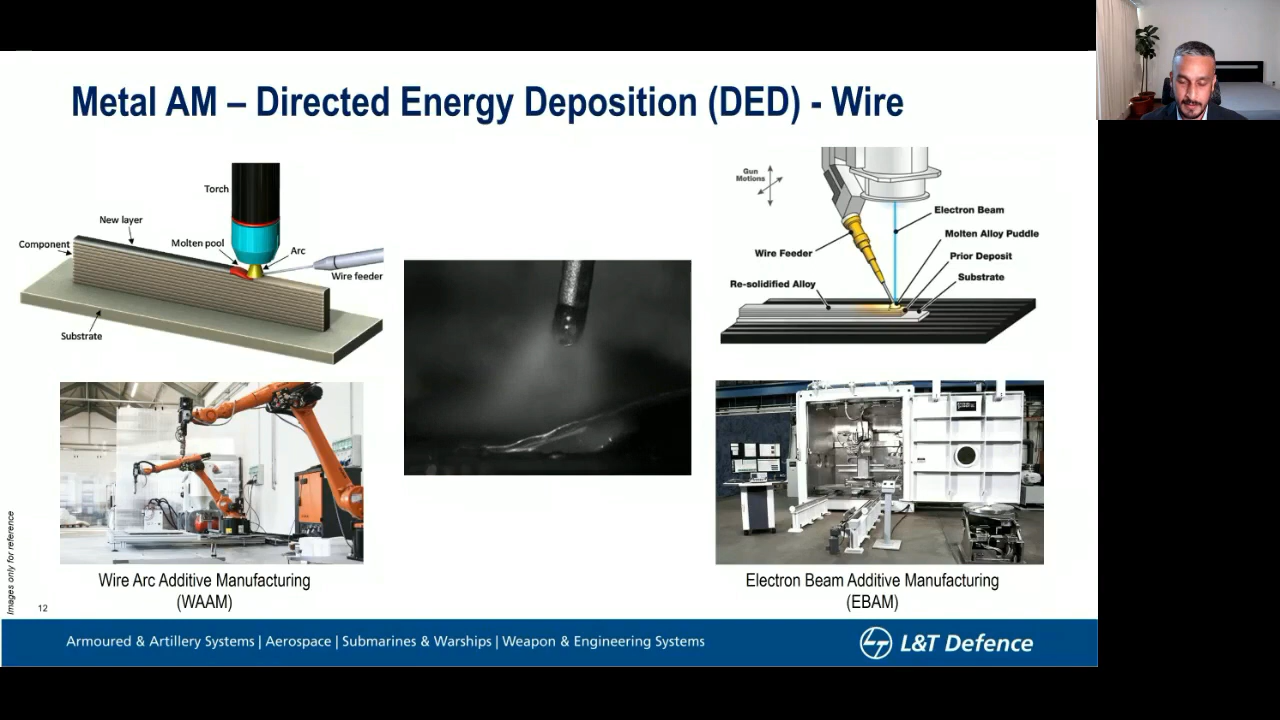 Metal AM – Directed Energy Deposition (DED) - Wire
Torch
New layer
Component
Molten pool
Arc
Wire feeder
Substrate
Gun
Motions
Electron Beam
Molten Alloy Puddle
Wire Feeder
Prior Deposit
Substrate
Re-solidified Alloy
Wire Arc Additive Manufacturing
(WAAM)
Electron Beam Additive Manufacturing
(EBAM)
Images only for reference
12
Armoured & Artillery Systems | Aerospace | Submarines & Warships | Weapon & Engineering Systems
L&T Defence